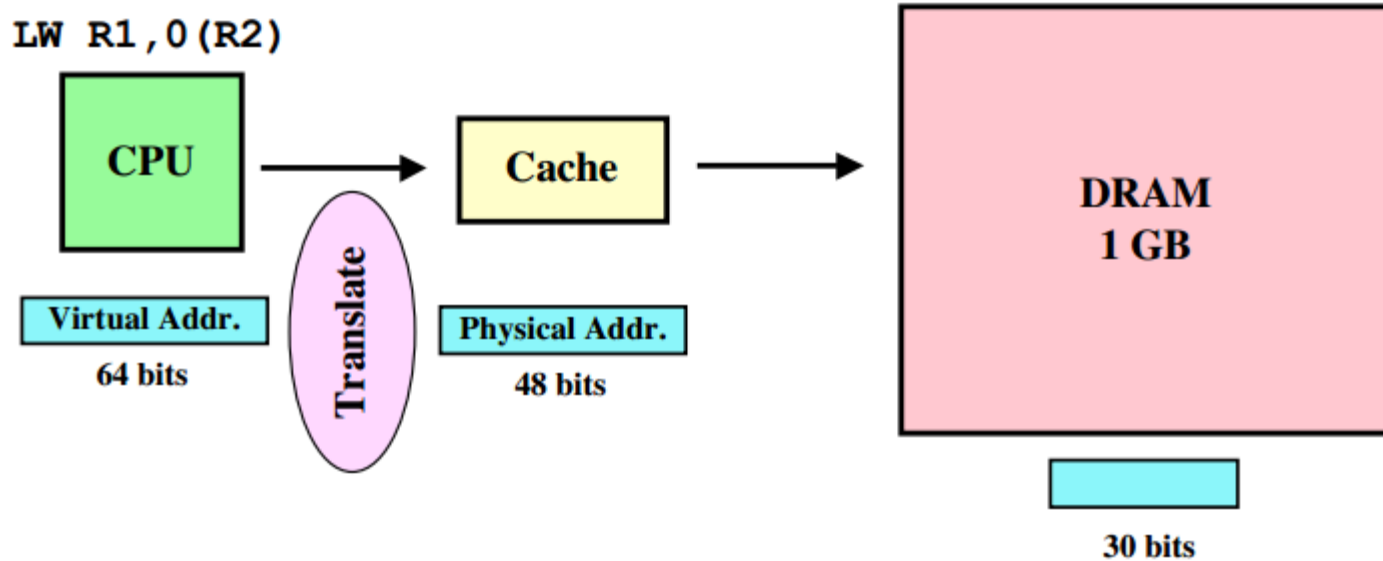 LW R1,0(R2)
CPU
Cache
DRAM
1 GB
Translate
Virtual Addr.
64 bits
Physical Addr.
48 bits
30 bits